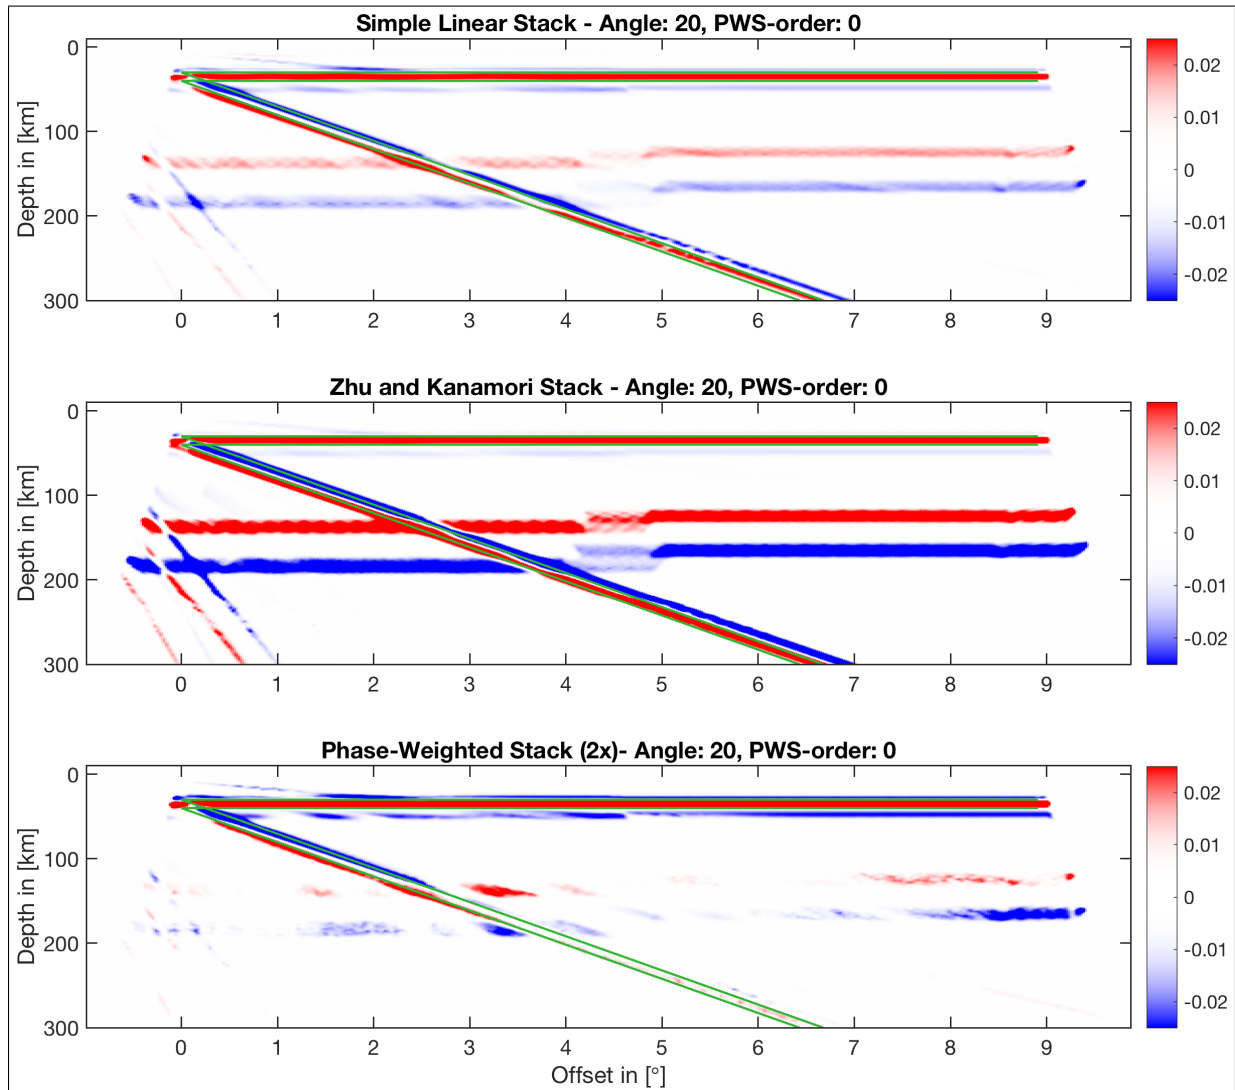 Simple Linear Stack - Angle: 20, PWS-order: 0
0
100
200
300
Depth in [km]
0 1 2 3 4 5 6 7 8 9
0.02
0.01
0
-0.01
-0.02
Zhu and Kanamori Stack - Angle: 20, PWS-order: 0
0
100
200
300
Depth in [km]
0 1 2 3 4 5 6 7 8 9
0.02
0.01
0
-0.01
-0.02
Phase-Weighted Stack (2x)- Angle: 20, PWS-order: 0
0
100
200
300
Depth in [km]
0 1 2 3 4 5 6 7 8 9
Offset in [°]
0.02
0.01
0
-0.01
-0.02